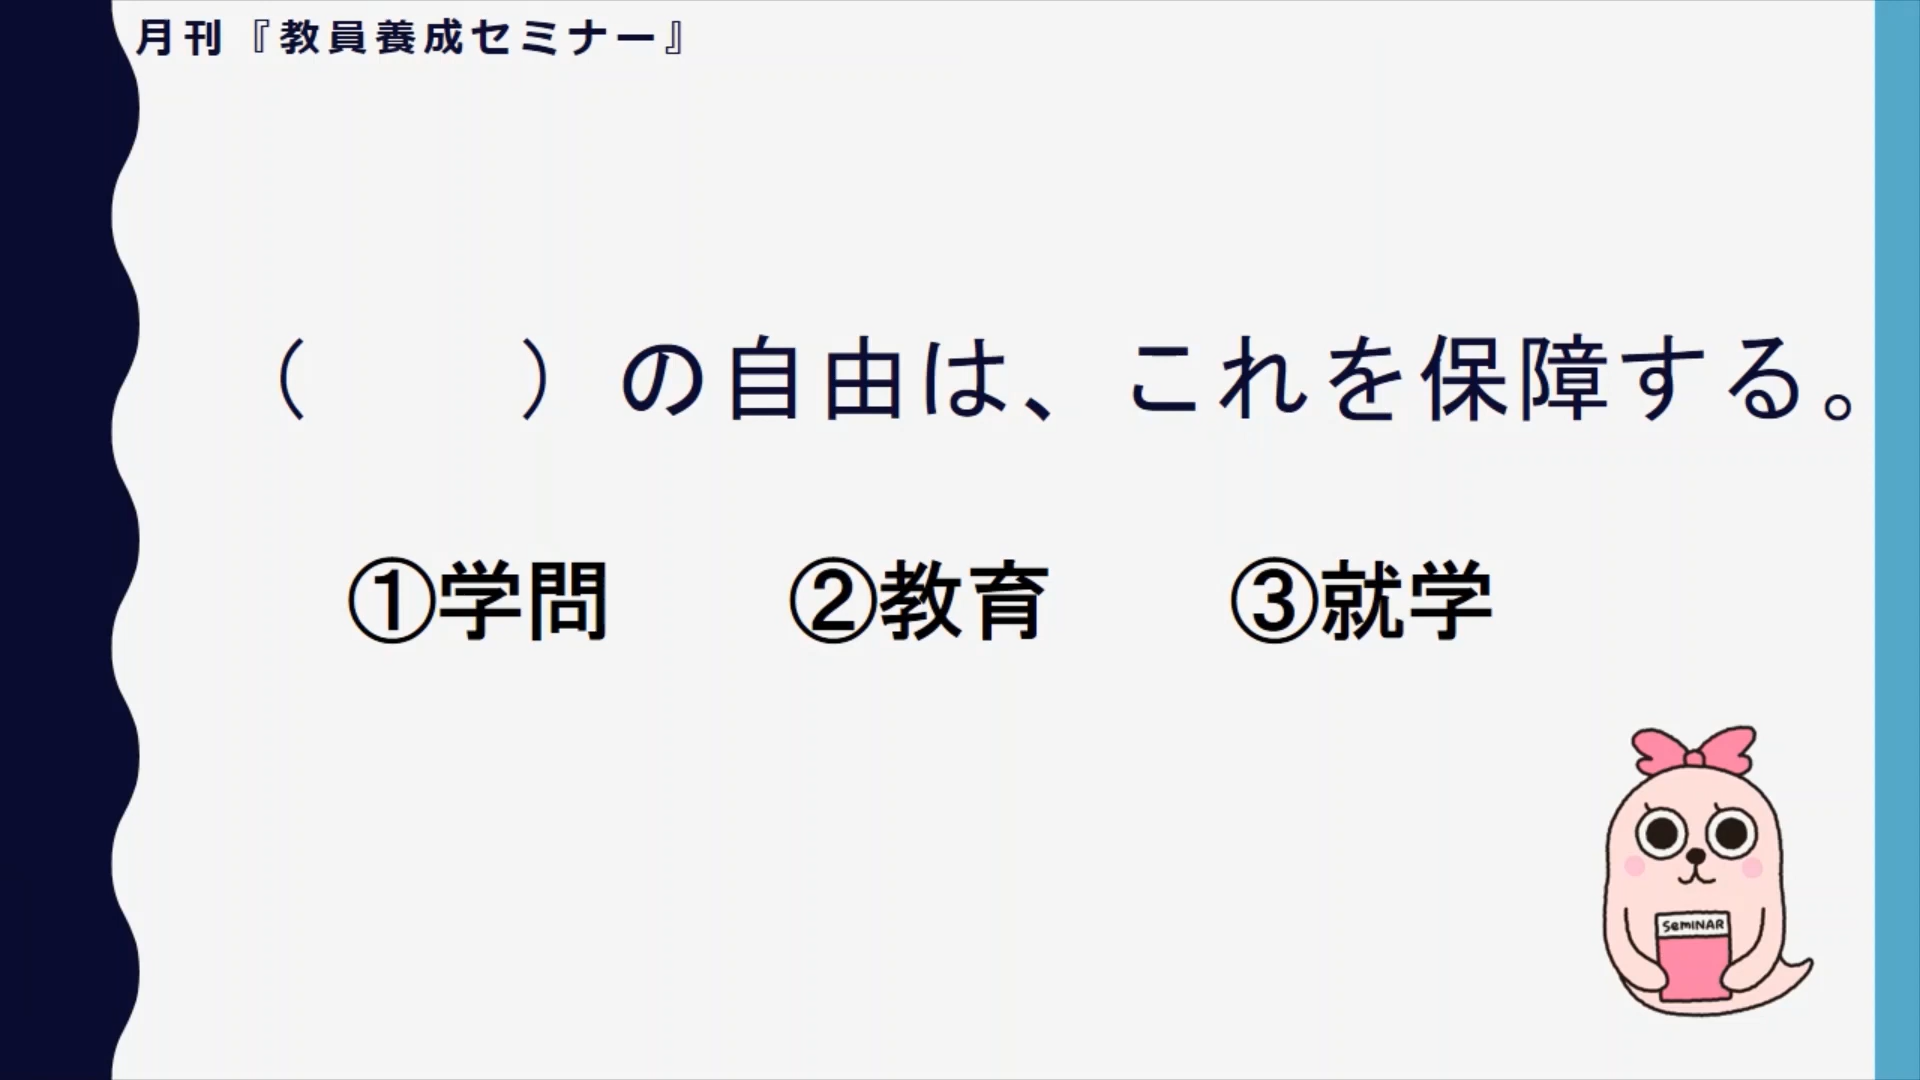 月刊『教員養成セミナー』
(　　)の自由は、これを保障する。
①学問　②教育　③就学
SemINAR